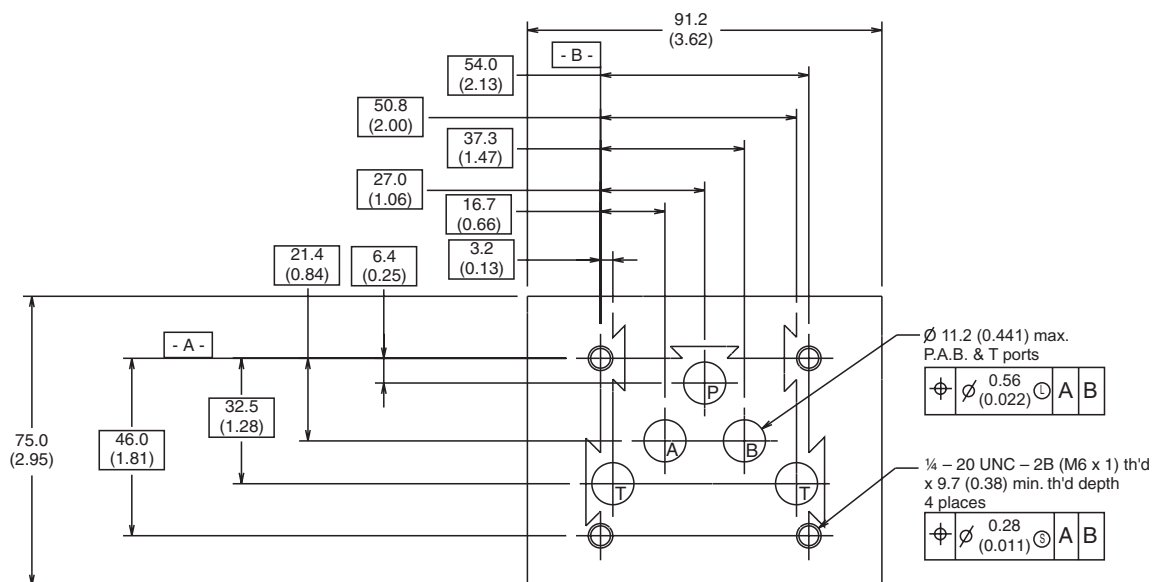 91.2
(3.62)
- B -
54.0
(2.13)
50.8
(2.00)
37.3
(1.47)
27.0
(1.06)
16.7
(0.66)
3.2
(0.13)
21.4
(0.84)
6.4
(0.25)
- A -
Ø 11.2 (0.441) max.
P.A.B. & T ports
⌖ Ø 0.56 (0.022) Ⓛ A B
P
32.5
(1.28)
46.0
(1.81)
75.0
(2.95)
A
B
T
T
¼ – 20 UNC – 2B (M6 x 1) th'd
x 9.7 (0.38) min. th'd depth
4 places
⌖ Ø 0.28 (0.011) Ⓢ A B